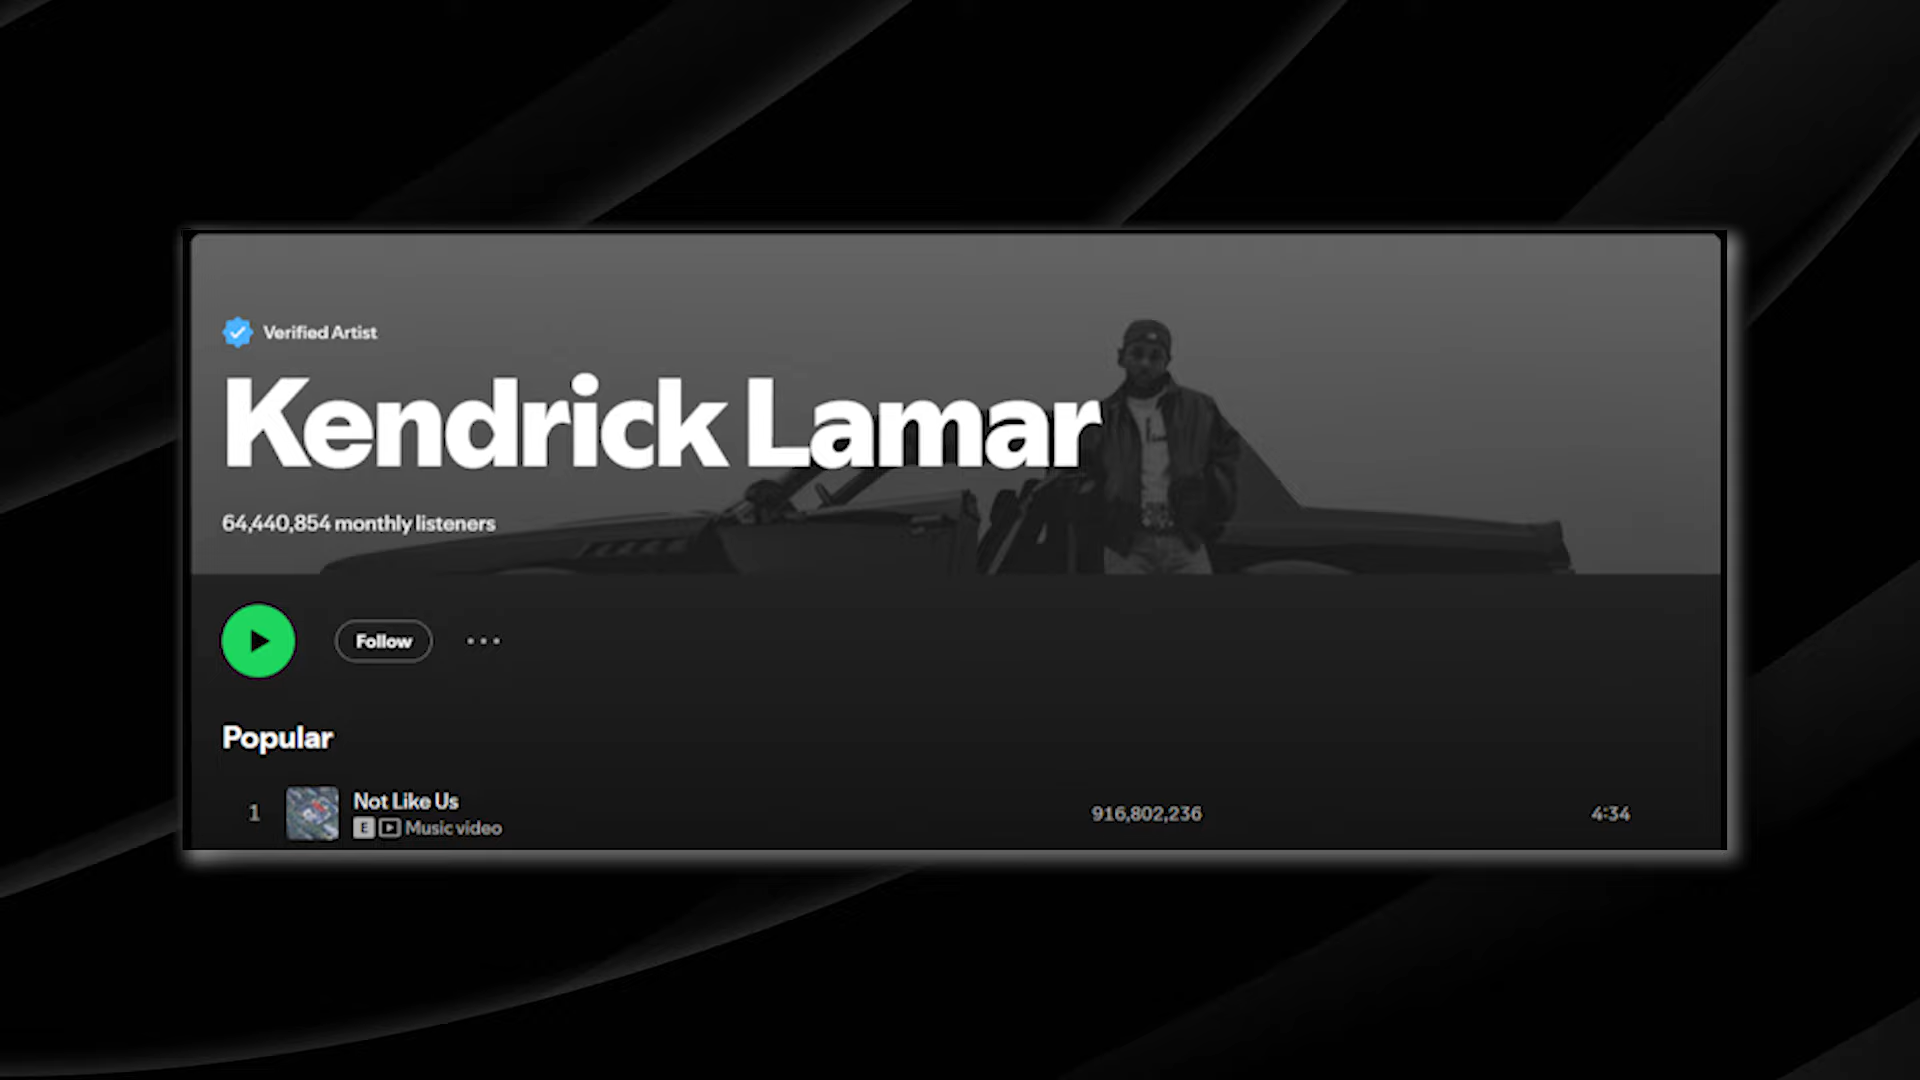 Verified Artist
Kendrick Lamar
64,440,854 monthly listeners
Follow
Popular
1
Not Like Us
916,802,236
4:34
E Music video